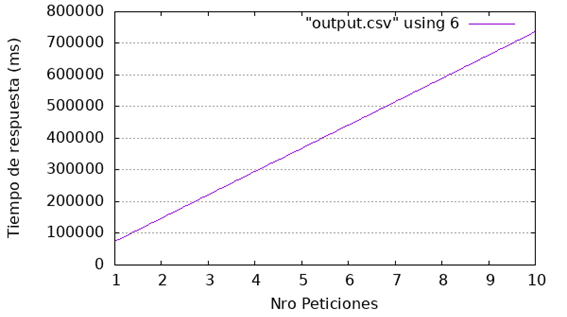 "output.csv" using 6
800000
700000
600000
500000
400000
300000
200000
100000
0
Tiempo de respuesta (ms)
1 2 3 4 5 6 7 8 9 10
Nro Peticiones